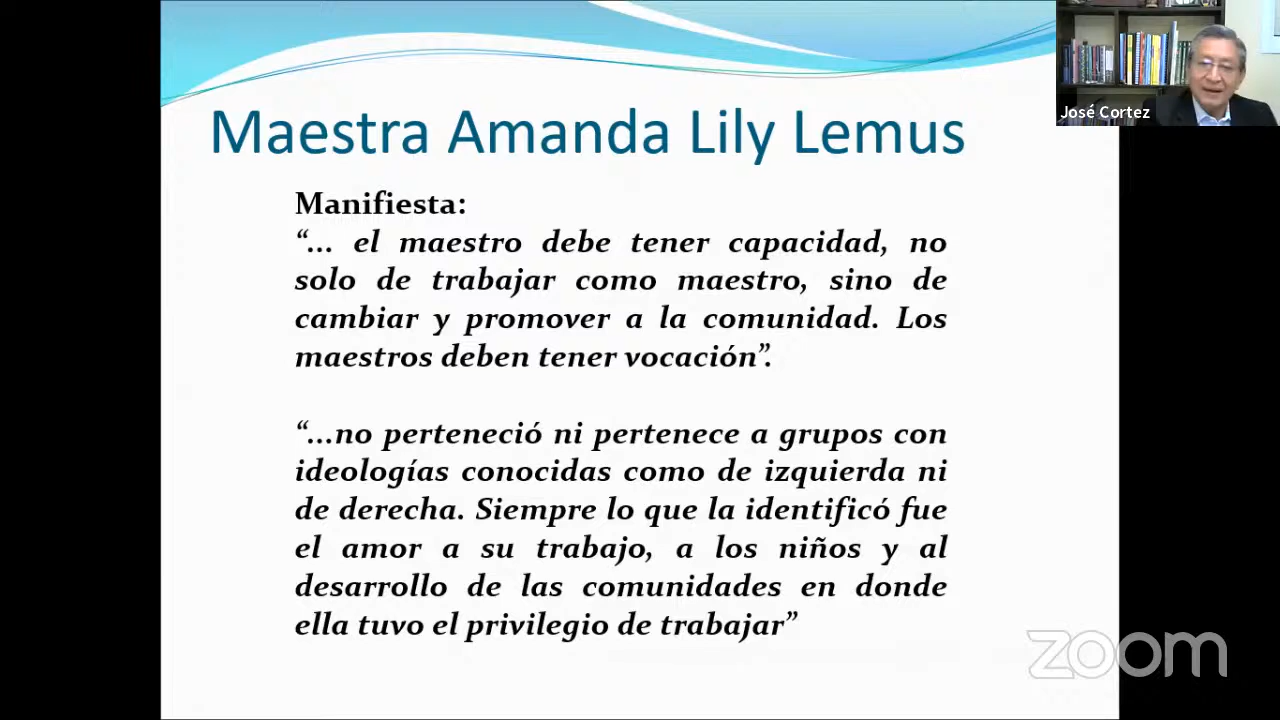 Maestra Amanda Lily Lemus
José Cortez
Manifiesta:
“... el maestro debe tener capacidad, no
solo de trabajar como maestro, sino de
cambiar y promover a la comunidad. Los
maestros deben tener vocación”.
“...no perteneció ni pertenece a grupos con
ideologías conocidas como de izquierda ni
de derecha. Siempre lo que la identificó fue
el amor a su trabajo, a los niños y al
desarrollo de las comunidades en donde
ella tuvo el privilegio de trabajar”
zoom